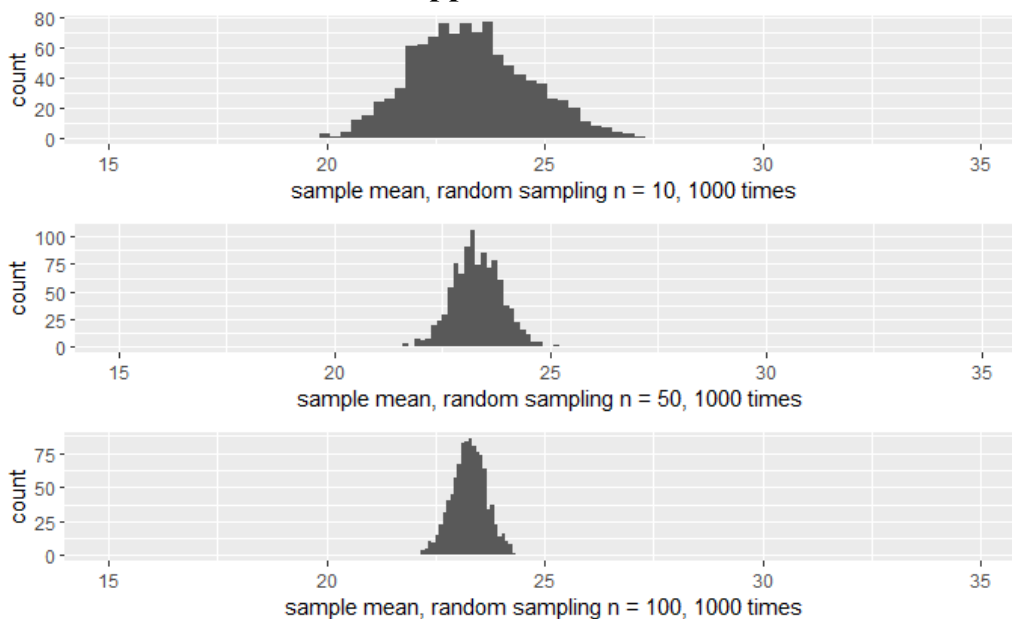 80
60
40
20
0
count
15 20 25 30 35
sample mean, random sampling n = 10, 1000 times
100
75
50
25
0
count
15 20 25 30 35
sample mean, random sampling n = 50, 1000 times
75
50
25
0
count
15 20 25 30 35
sample mean, random sampling n = 100, 1000 times